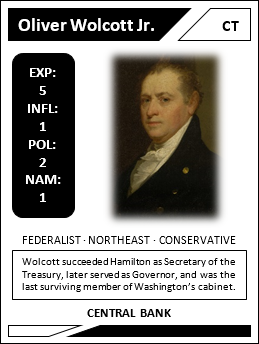 Oliver Wolcott Jr. CT
EXP:
5
INFL:
1
POL:
2
NAM:
1
FEDERALIST · NORTHEAST · CONSERVATIVE
Wolcott succeeded Hamilton as Secretary of the
Treasury, later served as Governor, and was the
last surviving member of Washington's cabinet.
CENTRAL BANK